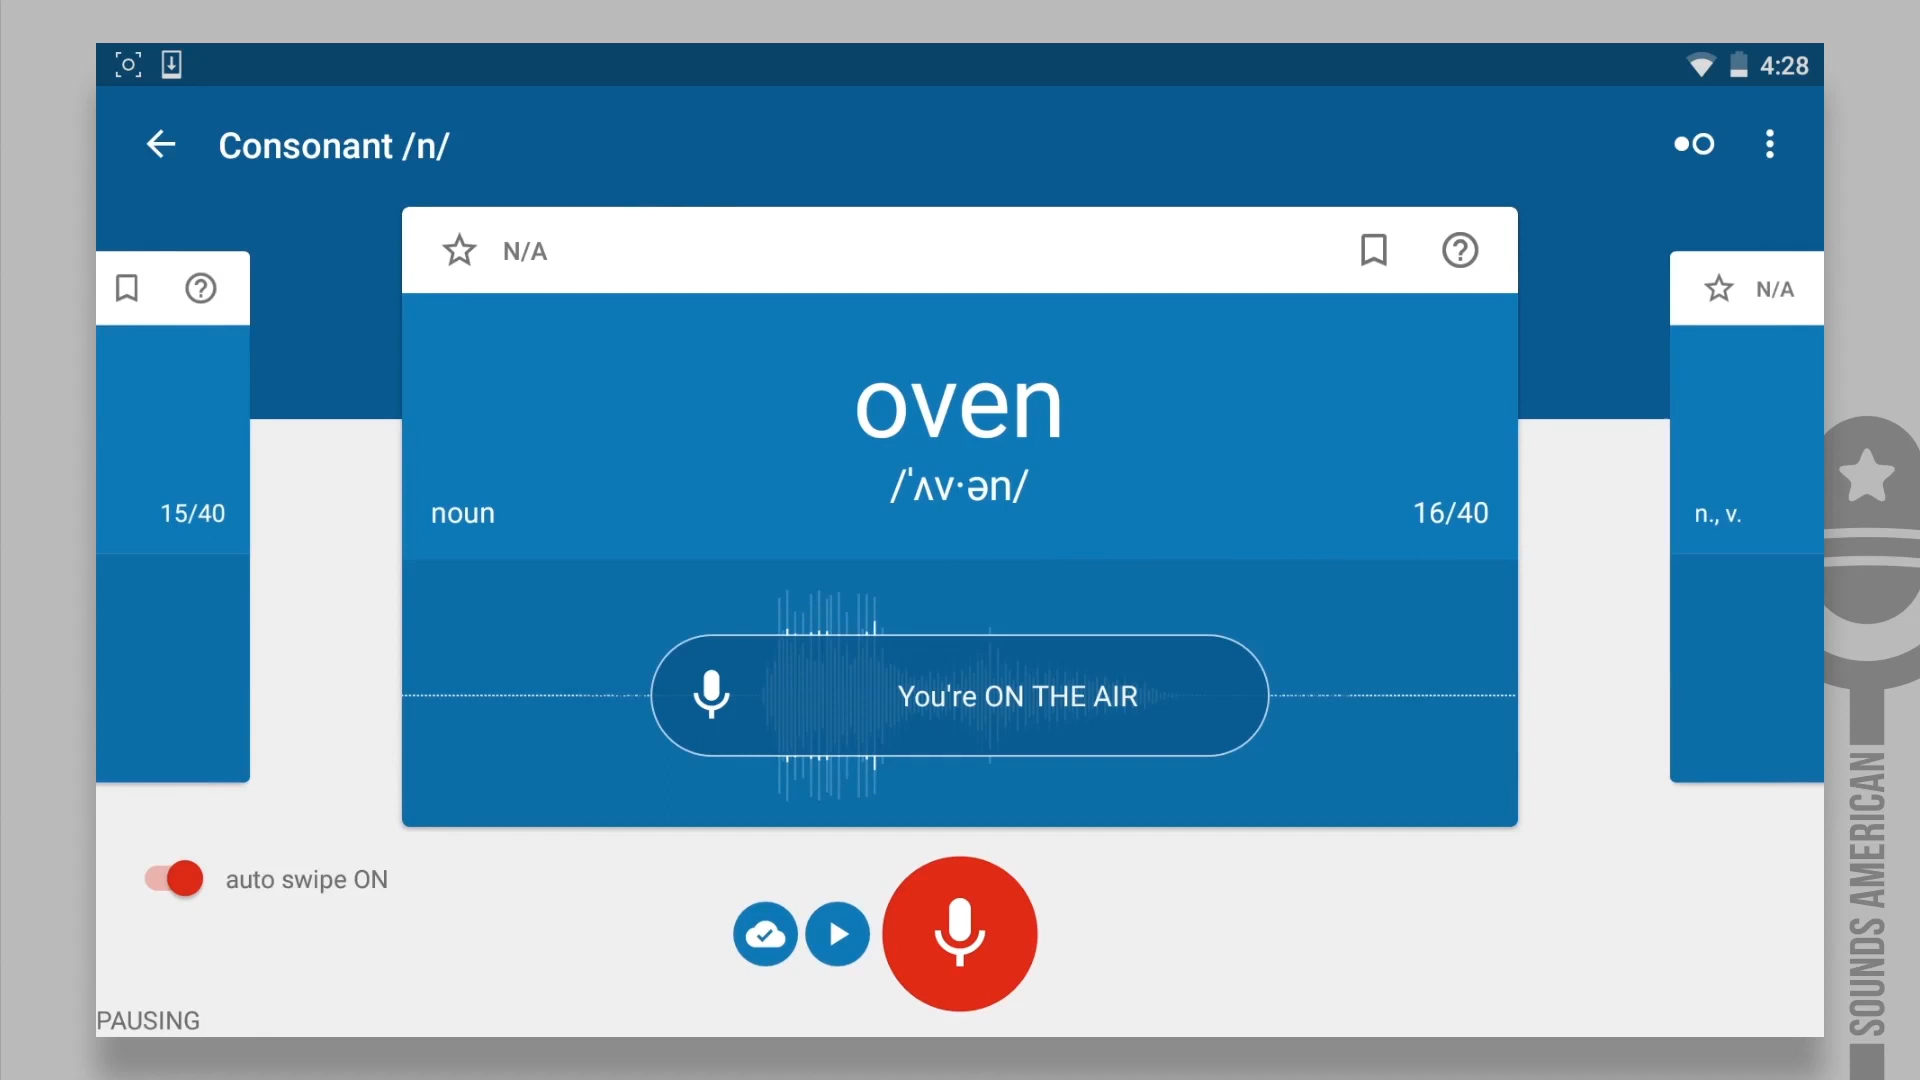 4:28
Consonant /n/
N/A
N/A
oven
/ˈʌv·ən/
15/40
noun
16/40
n., v.
You're ON THE AIR
auto swipe ON
PAUSING
SOUNDS AMERICAN